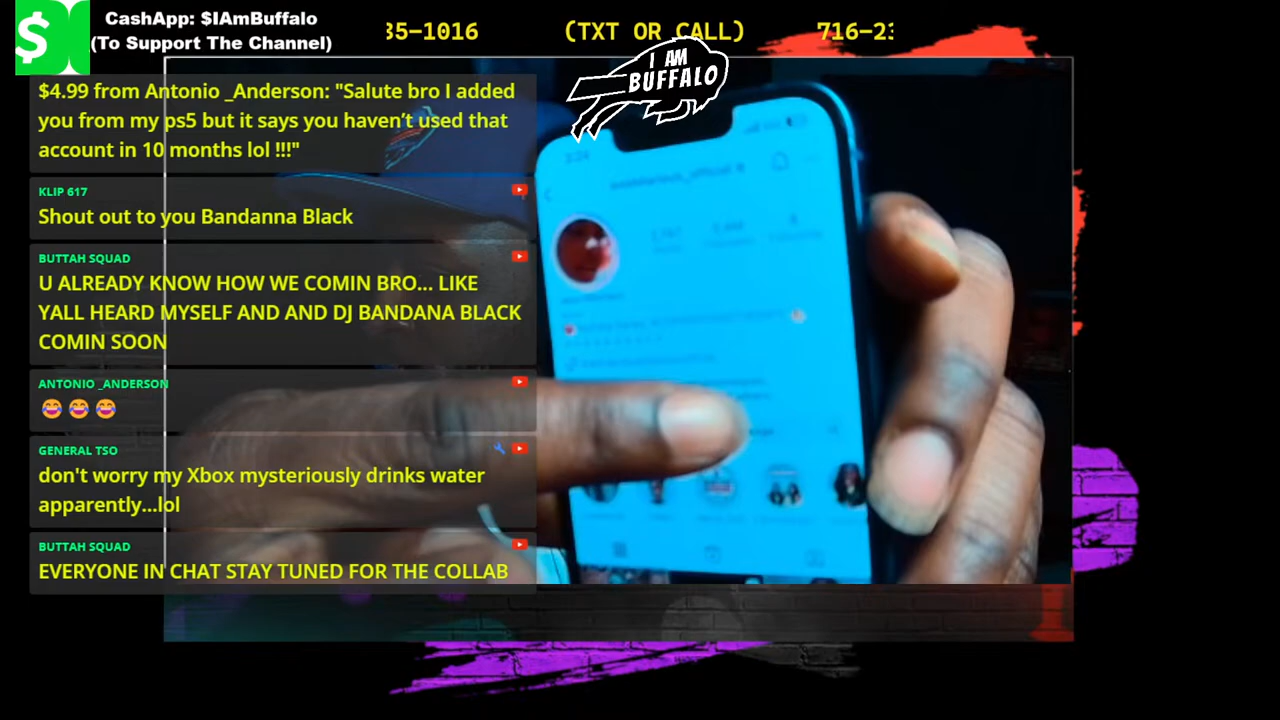 CashApp: $IAmBuffalo
(To Support The Channel)
35-1016 (TXT OR CALL) 716-23
I AM
BUFFALO
$4.99 from Antonio _Anderson: "Salute bro I added
you from my ps5 but it says you haven't used that
account in 10 months lol !!!"
KLIP 617
Shout out to you Bandanna Black
BUTTAH SQUAD
U ALREADY KNOW HOW WE COMIN BRO... LIKE
YALL HEARD MYSELF AND AND DJ BANDANA BLACK
COMIN SOON
ANTONIO _ANDERSON
😂😂😂
GENERAL TSO
don't worry my Xbox mysteriously drinks water
apparently...lol
BUTTAH SQUAD
EVERYONE IN CHAT STAY TUNED FOR THE COLLAB